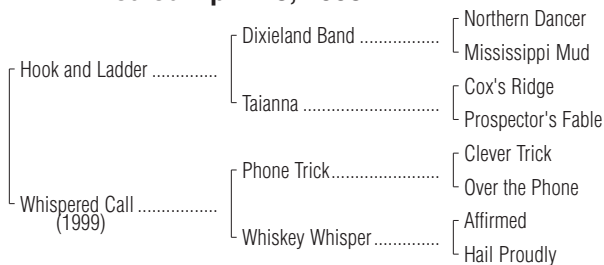 Northern Dancer
Dixieland Band ..................
Mississippi Mud
Hook and Ladder ..............
Cox's Ridge
Taianna ..............................
Prospector's Fable
Clever Trick
Phone Trick........................
Over the Phone
Whispered Call .................
(1999)
Affirmed
Whiskey Whisper..............
Hail Proudly